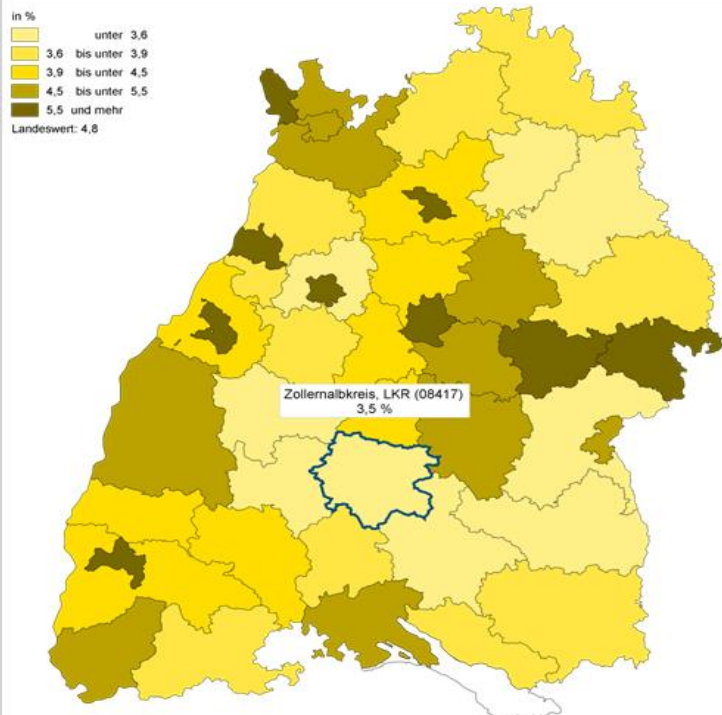 in %
unter 3,6
3,6 bis unter 3,9
3,9 bis unter 4,5
4,5 bis unter 5,5
5,5 und mehr
Landeswert: 4,8
Zollernalbkreis, LKR (08417)
3,5 %